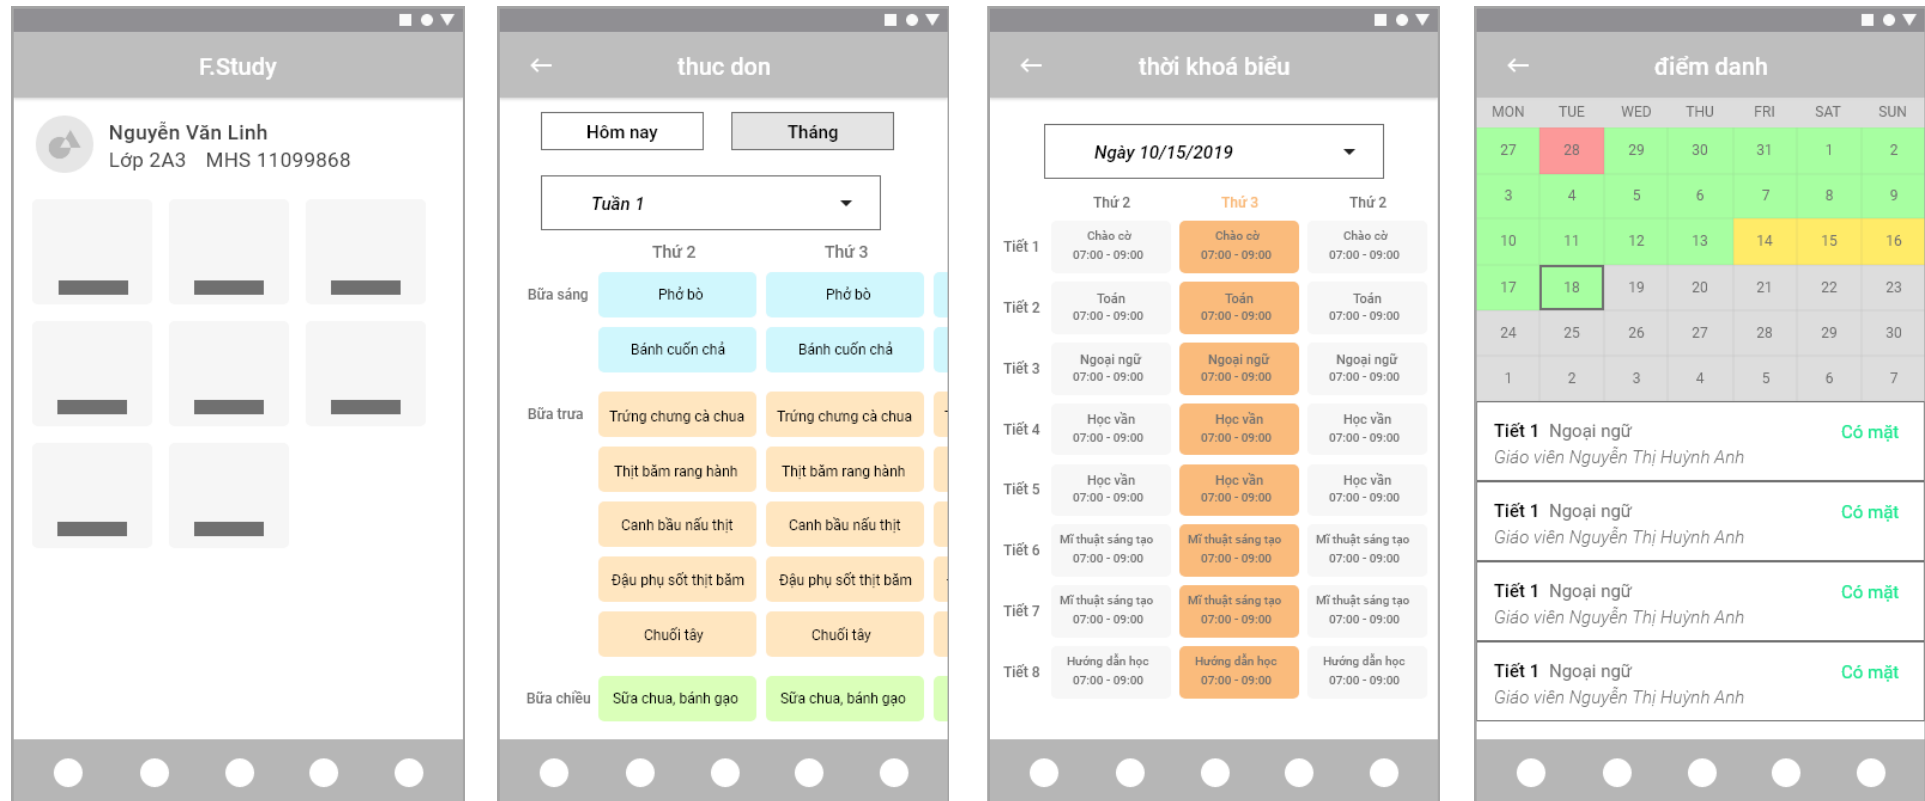 F.Study
Nguyễn Văn Linh
Lớp 2A3 MHS 11099868
thuc don
Hôm nay Tháng
Tuần 1
Thứ 2 Thứ 3
Bữa sáng Phở bò Phở bò
Bánh cuốn chả Bánh cuốn chả
Bữa trưa Trứng chưng cà chua Trứng chưng cà chua
Thịt băm rang hành Thịt băm rang hành
Canh bầu nấu thịt Canh bầu nấu thịt
Đậu phụ sốt thịt băm Đậu phụ sốt thịt băm
Chuối tây Chuối tây
Bữa chiều Sữa chua, bánh gạo Sữa chua, bánh gạo
thời khoá biểu
Ngày 10/15/2019
Thứ 2 Thứ 3 Thứ 2
Tiết 1 Chào cờ Chào cờ Chào cờ
07:00 - 09:00 07:00 - 09:00 07:00 - 09:00
Tiết 2 Toán Toán Toán
07:00 - 09:00 07:00 - 09:00 07:00 - 09:00
Tiết 3 Ngoại ngữ Ngoại ngữ Ngoại ngữ
07:00 - 09:00 07:00 - 09:00 07:00 - 09:00
Tiết 4 Học vần Học vần Học vần
07:00 - 09:00 07:00 - 09:00 07:00 - 09:00
Tiết 5 Học vần Học vần Học vần
07:00 - 09:00 07:00 - 09:00 07:00 - 09:00
Tiết 6 Mĩ thuật sáng tạo Mĩ thuật sáng tạo Mĩ thuật sáng tạo
07:00 - 09:00 07:00 - 09:00 07:00 - 09:00
Tiết 7 Mĩ thuật sáng tạo Mĩ thuật sáng tạo Mĩ thuật sáng tạo
07:00 - 09:00 07:00 - 09:00 07:00 - 09:00
Tiết 8 Hướng dẫn học Hướng dẫn học Hướng dẫn học
07:00 - 09:00 07:00 - 09:00 07:00 - 09:00
điểm danh
MON TUE WED THU FRI SAT SUN
27 28 29 30 31 1 2
3 4 5 6 7 8 9
10 11 12 13 14 15 16
17 18 19 20 21 22 23
24 25 26 27 28 29 30
1 2 3 4 5 6 7
Tiết 1 Ngoại ngữ Có mặt
Giáo viên Nguyễn Thị Huỳnh Anh
Tiết 1 Ngoại ngữ Có mặt
Giáo viên Nguyễn Thị Huỳnh Anh
Tiết 1 Ngoại ngữ Có mặt
Giáo viên Nguyễn Thị Huỳnh Anh
Tiết 1 Ngoại ngữ Có mặt
Giáo viên Nguyễn Thị Huỳnh Anh